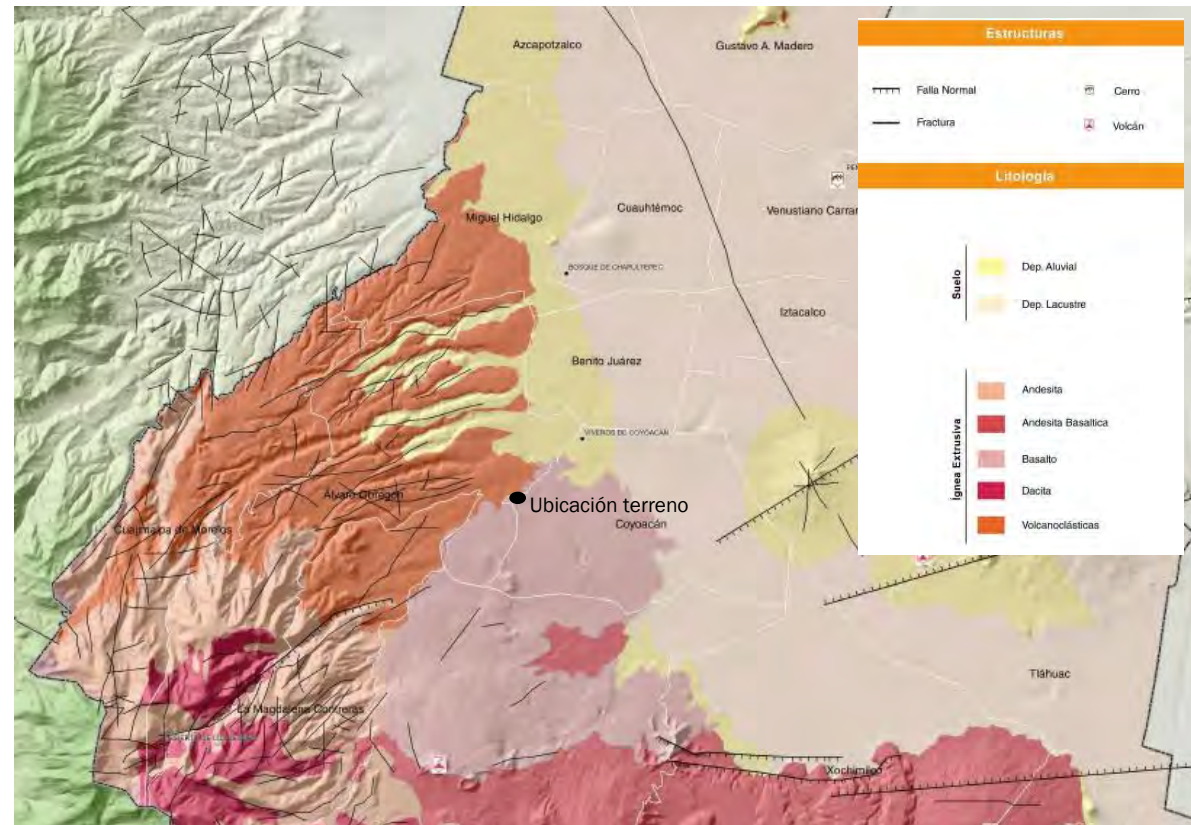 Azcapotzalco
Gustavo A. Madero
Miguel Hidalgo
Cuauhtémoc
Venustiano Carran
BOSQUE DE CHAPULTEPEC
Iztacalco
Benito Juárez
VIVEROS DE COYOACÁN
Álvaro Obregón
Ubicación terreno
Coyoacán
Cuajimalpa de Morelos
Tláhuac
La Magdalena Contreras
Xochimilco
Estructuras
Falla Normal
Cerro
Fractura
Volcán
Litología
Suelo
Dep. Aluvial
Dep. Lacustre
Ígnea Extrusiva
Andesita
Andesita Basaltica
Basalto
Dacita
Volcanoclásticas